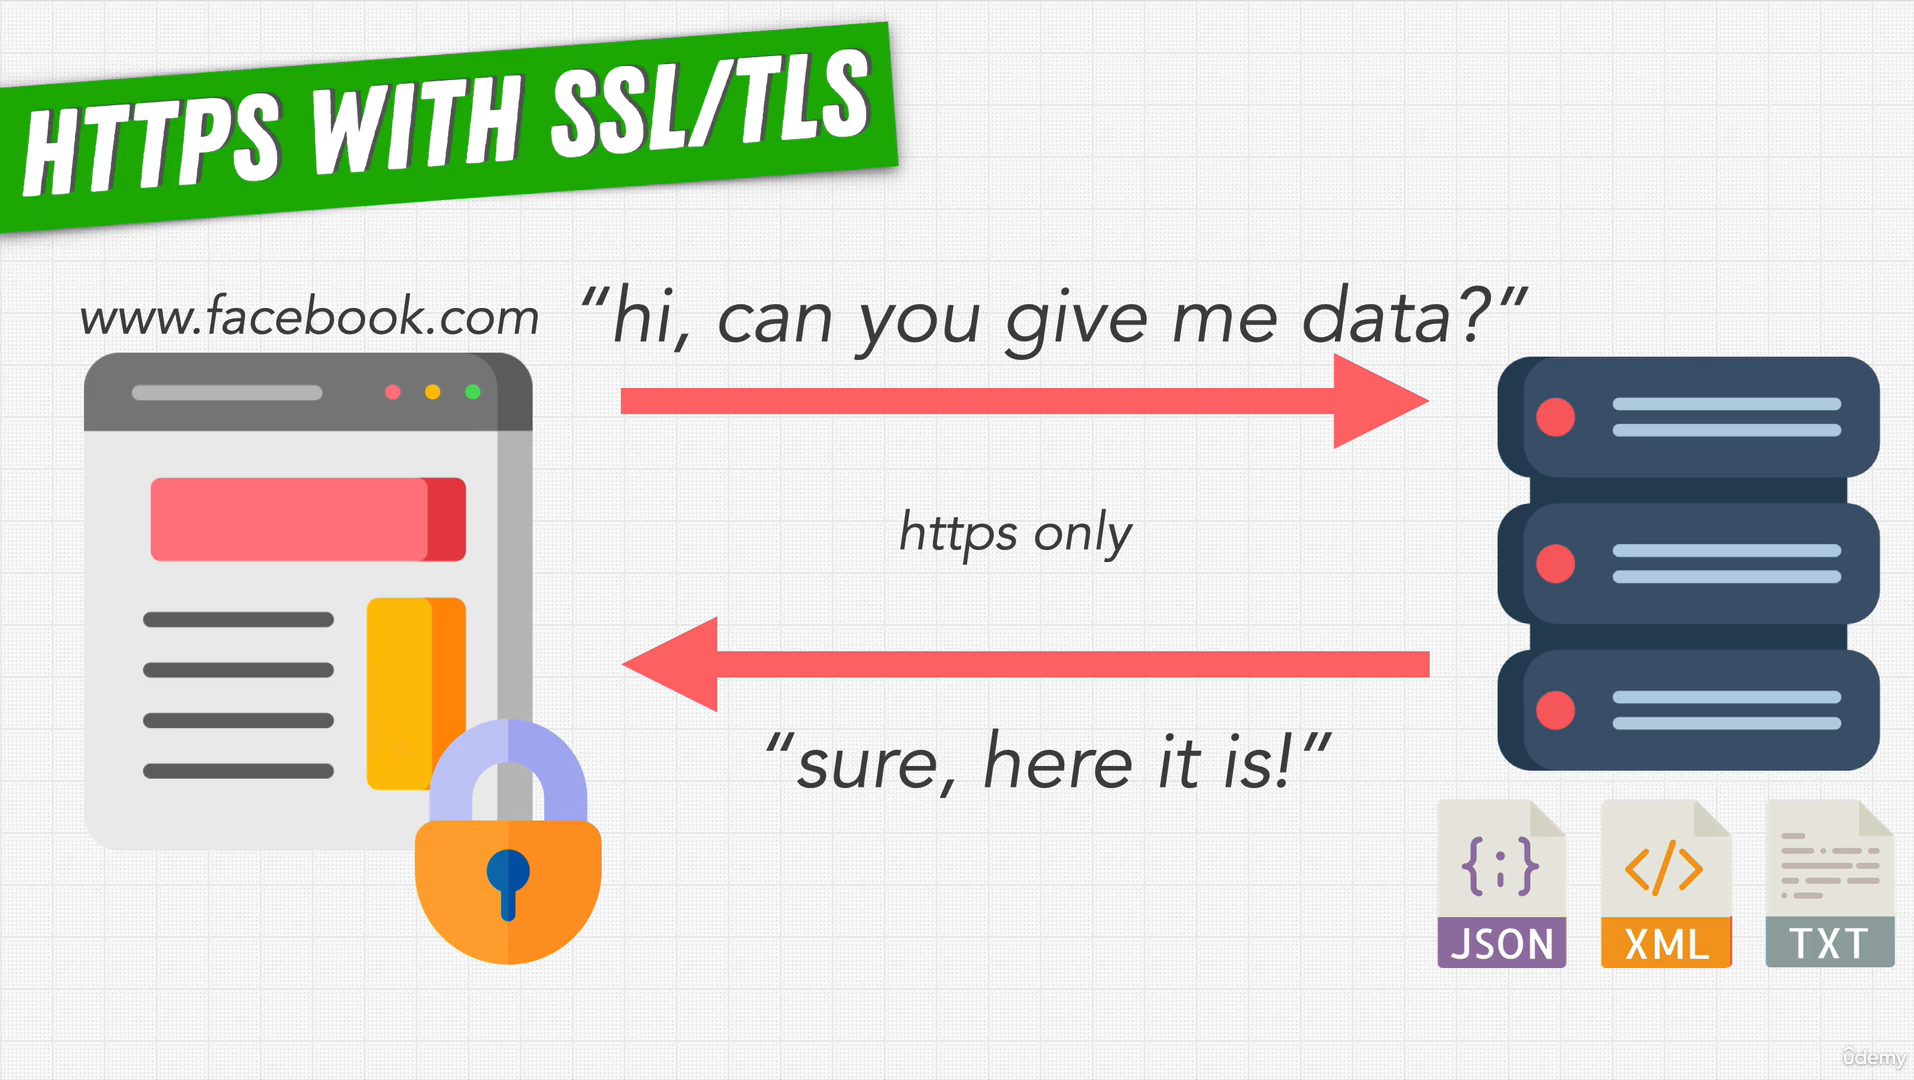 HTTPS WITH SSL/TLS
www.facebook.com
“hi, can you give me data?”
https only
“sure, here it is!”
{;}
</>
JSON
XML
TXT
ûdemy